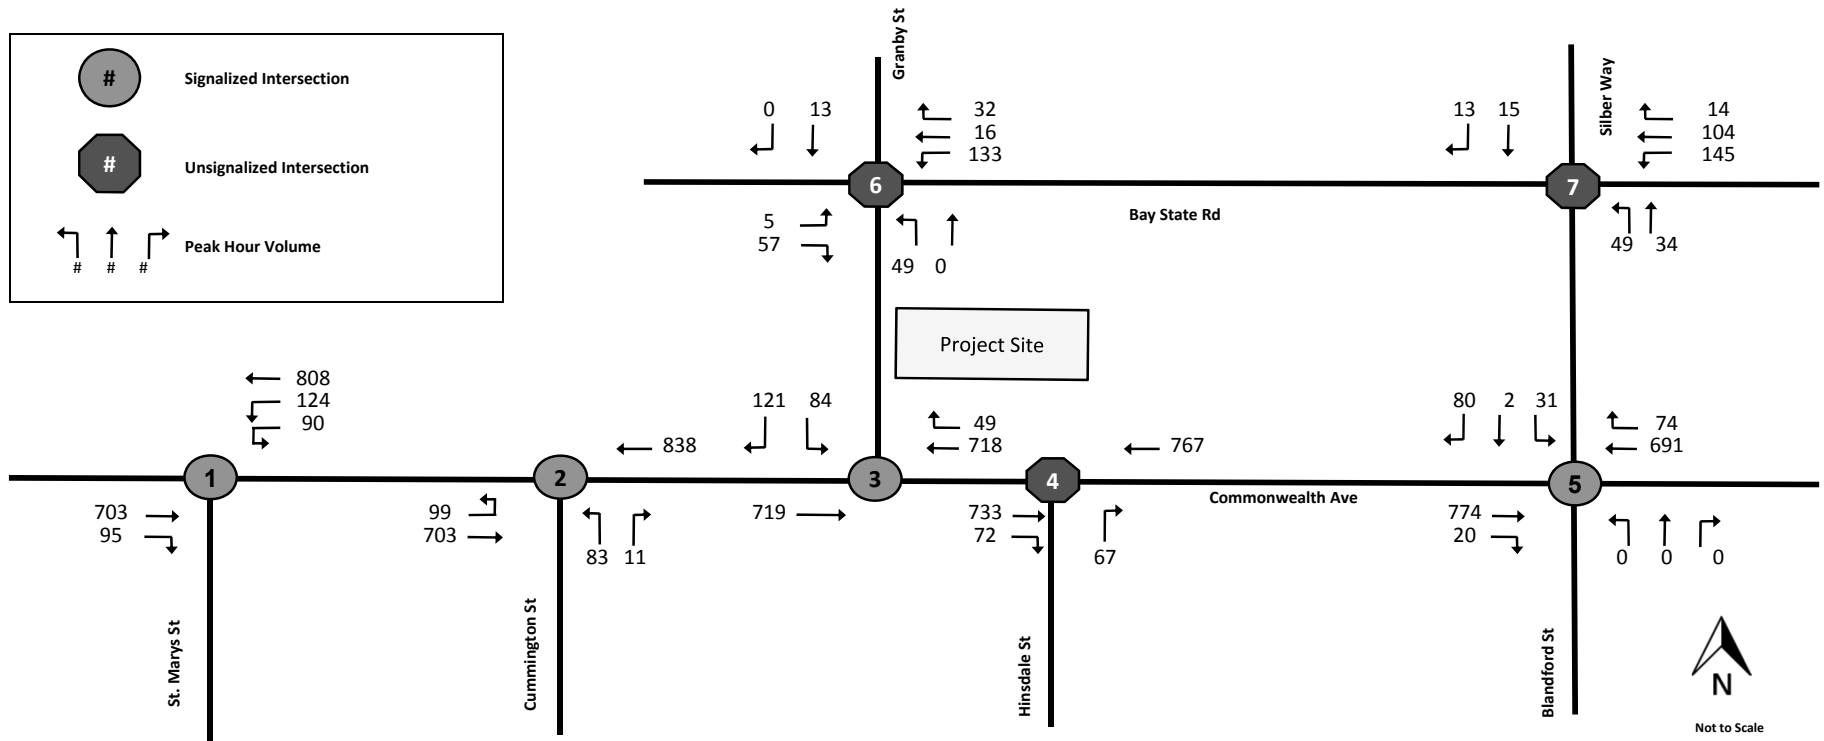 # Signalized Intersection
# Unsignalized Intersection
Peak Hour Volume
# # #
Granby St
Silber Way
0 13
32
16
133
13 15
14
104
145
6
7
Bay State Rd
5
57
49 0
49 34
Project Site
808
124
90
121 84
838
49
718
767
80 2 31
74
691
1
2
3
4
5
Commonwealth Ave
703
95
99
703
83 11
719
733
72
67
774
20
0 0 0
St. Marys St
Cummington St
Hinsdale St
Blandford St
N
Not to Scale